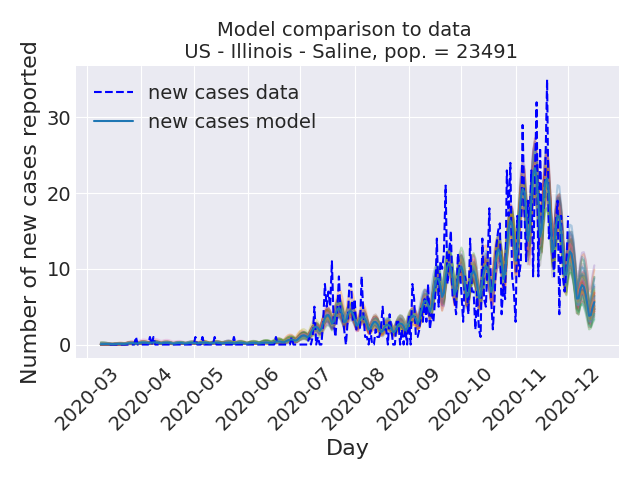 Model comparison to data
US - Illinois - Saline, pop. = 23491
Number of new cases reported
new cases data
new cases model
30
20
10
0
2020-03
2020-04
2020-05
2020-06
2020-07
2020-08
2020-09
2020-10
2020-11
2020-12
Day